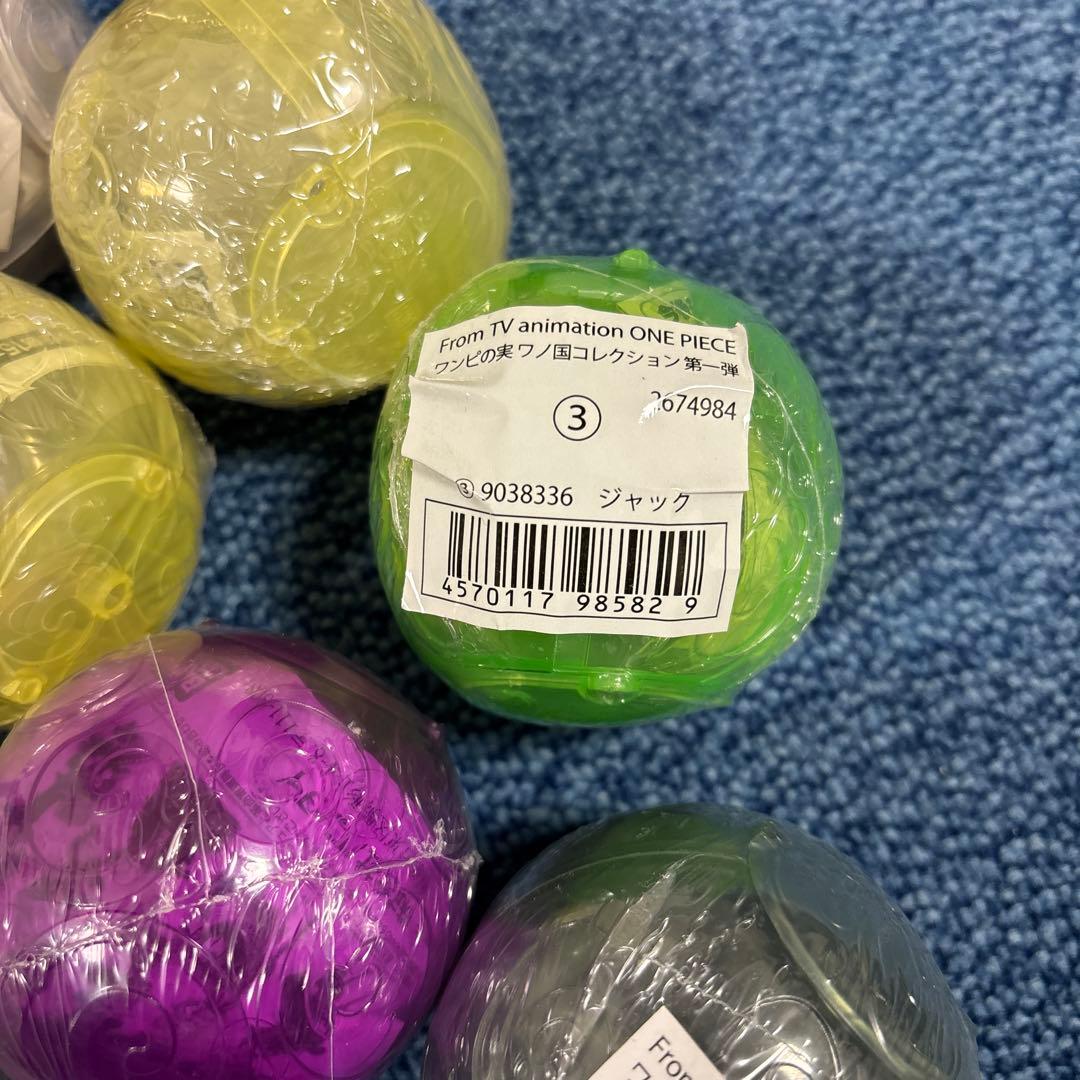 From TV animation ONE PIECE
ワンピの実 ワノ国コレクション 第一弾
2674984
③
③ 9038336 ジャック
4570117 98582 9
From
ワ